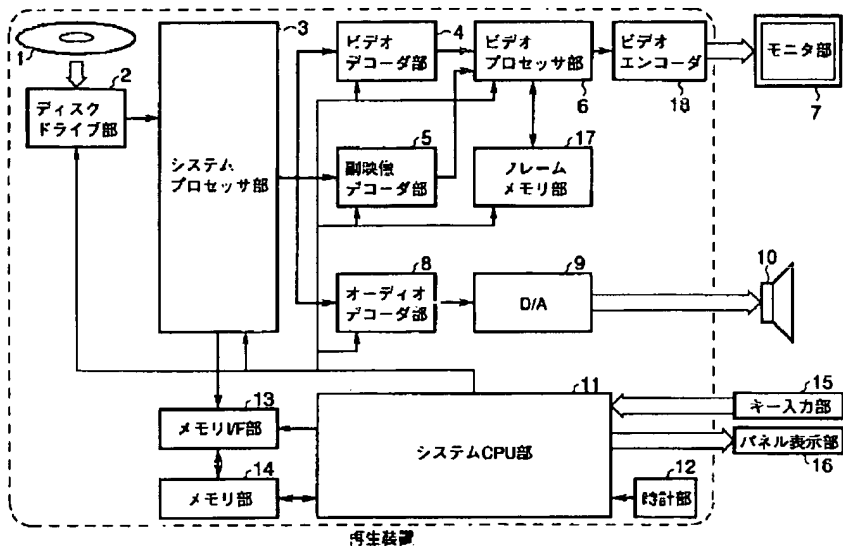 1
2
ディスク
ドライブ部
3
システム
プロセッサ部
4
ビデオ
デコーダ部
ビデオ
プロセッサ部
6
ビデオ
エンコーダ
18
モニタ部
7
5
副映像
デコーダ部
17
フレーム
メモリ部
8
オーディオ
デコーダ部
9
D/A
10
11
システムCPU部
13
メモリI/F部
14
メモリ部
15
キー入力部
パネル表示部
16
12
時計部
再生装置